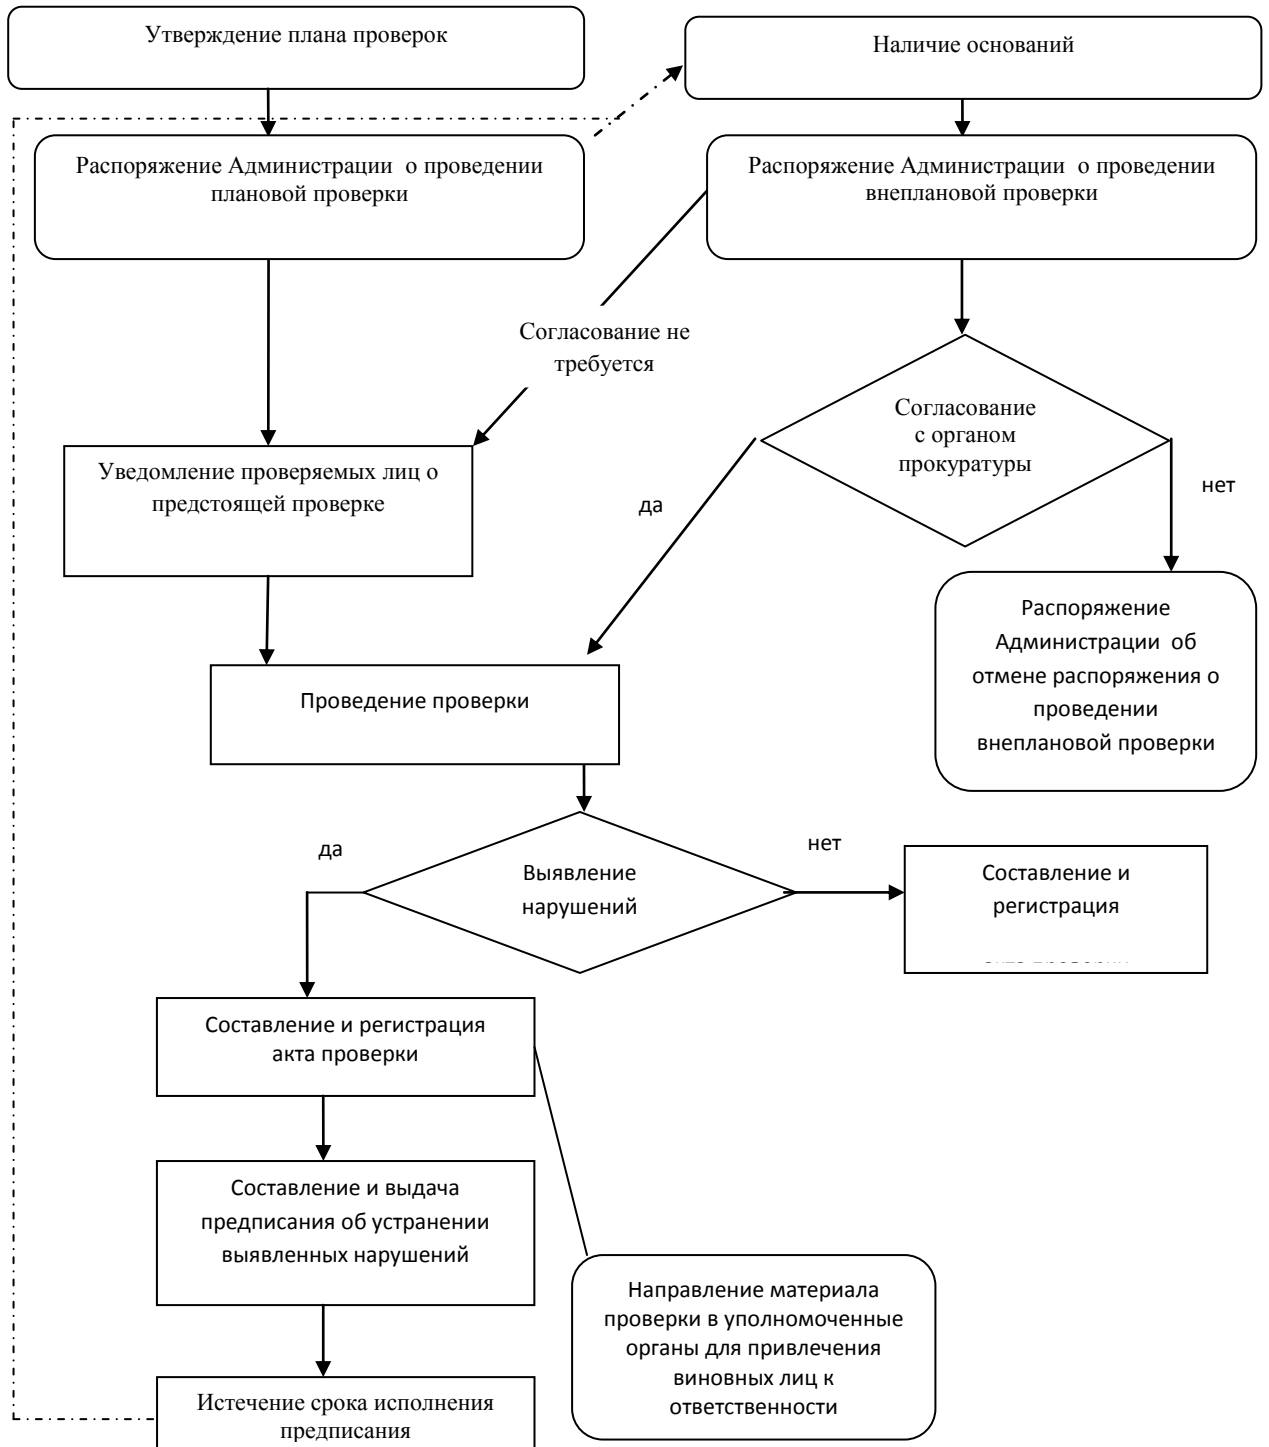 Утверждение плана проверок
Наличие оснований
Распоряжение Администрации о проведении
плановой проверки
Распоряжение Администрации о проведении
внеплановой проверки
Согласование не
требуется
Согласование
с органом
прокуратуры
Уведомление проверяемых лиц о
предстоящей проверке
да
нет
Распоряжение
Администрации об
отмене распоряжения о
проведении
внеплановой проверки
Проведение проверки
да
Выявление
нарушений
нет
Составление и
регистрация
Составление и регистрация
акта проверки
Составление и выдача
предписания об устранении
выявленных нарушений
Направление материала
проверки в уполномоченные
органы для привлечения
виновных лиц к
ответственности
Истечение срока исполнения
предписания